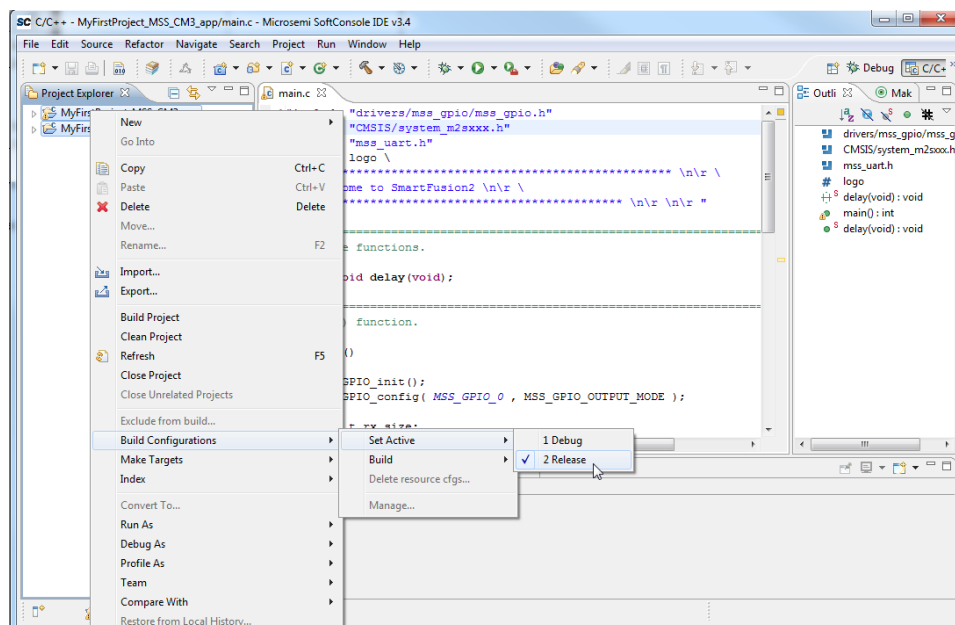 SC C/C++ - MyFirstProject_MSS_CM3_app/main.c - Microsemi SoftConsole IDE v3.4
File Edit Source Refactor Navigate Search Project Run Window Help
Debug C/C+
Project Explorer
main.c
Outli Mak
MyFirstProject_MSS_CM3
MyFirs
"drivers/mss_gpio/mss_gpio.h"
"CMSIS/system_m2sxxx.h"
"mss_uart.h"
logo \
\n\r \
ome to SmartFusion2 \n\r \
\n\r \n\r "
e functions.
oid delay(void);
) function.
()
GPIO_init();
GPIO_config( MSS_GPIO_0 , MSS_GPIO_OUTPUT_MODE );
t rx_size;
drivers/mss_gpio/mss_g
CMSIS/system_m2sxxx.h
mss_uart.h
# logo
S delay(void) : void
main() : int
S delay(void) : void
New
Go Into
Copy Ctrl+C
Paste Ctrl+V
Delete Delete
Move...
Rename... F2
Import...
Export...
Build Project
Clean Project
Refresh F5
Close Project
Close Unrelated Projects
Exclude from build...
Build Configurations
Make Targets
Index
Convert To...
Run As
Debug As
Profile As
Team
Compare With
Restore from Local History...
Set Active
Build
Delete resource cfgs...
Manage...
1 Debug
2 Release